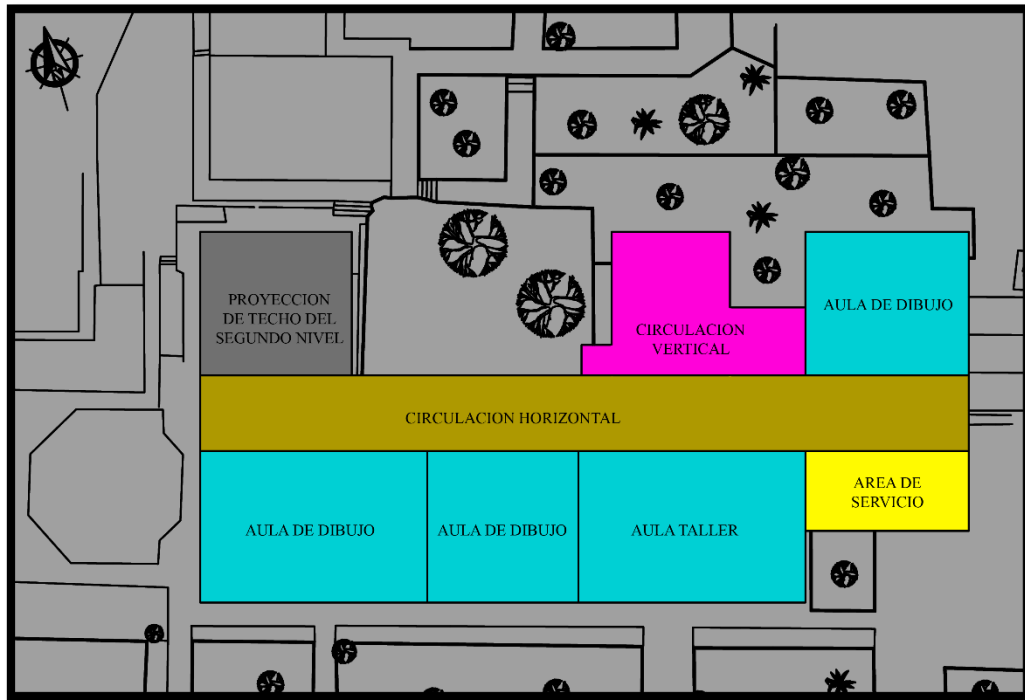 PROYECCION
DE TECHO DEL
SEGUNDO NIVEL
CIRCULACION
VERTICAL
AULA DE DIBUJO
CIRCULACION HORIZONTAL
AULA DE DIBUJO
AULA DE DIBUJO
AULA TALLER
AREA DE
SERVICIO